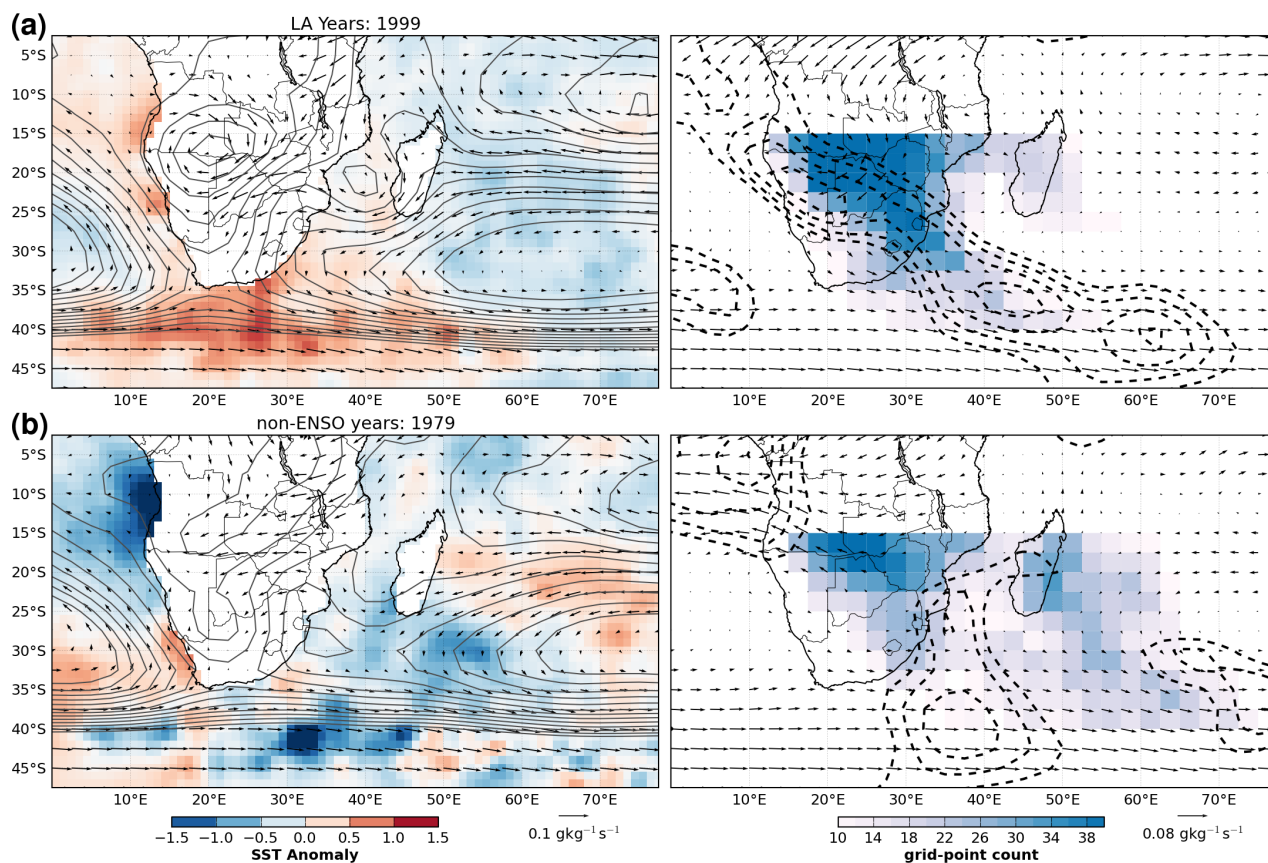 (a)
LA Years: 1999
5°S
10°S
15°S
20°S
25°S
30°S
35°S
40°S
45°S
10°E 20°E 30°E 40°E 50°E 60°E 70°E
10°E 20°E 30°E 40°E 50°E 60°E 70°E
(b)
non-ENSO years: 1979
5°S
10°S
15°S
20°S
25°S
30°S
35°S
40°S
45°S
10°E 20°E 30°E 40°E 50°E 60°E 70°E
10°E 20°E 30°E 40°E 50°E 60°E 70°E
−1.5 −1.0 −0.5 0.0 0.5 1.0 1.5
SST Anomaly
0.1 gkg⁻¹ s⁻¹
10 14 18 22 26 30 34 38
grid-point count
0.08 gkg⁻¹ s⁻¹